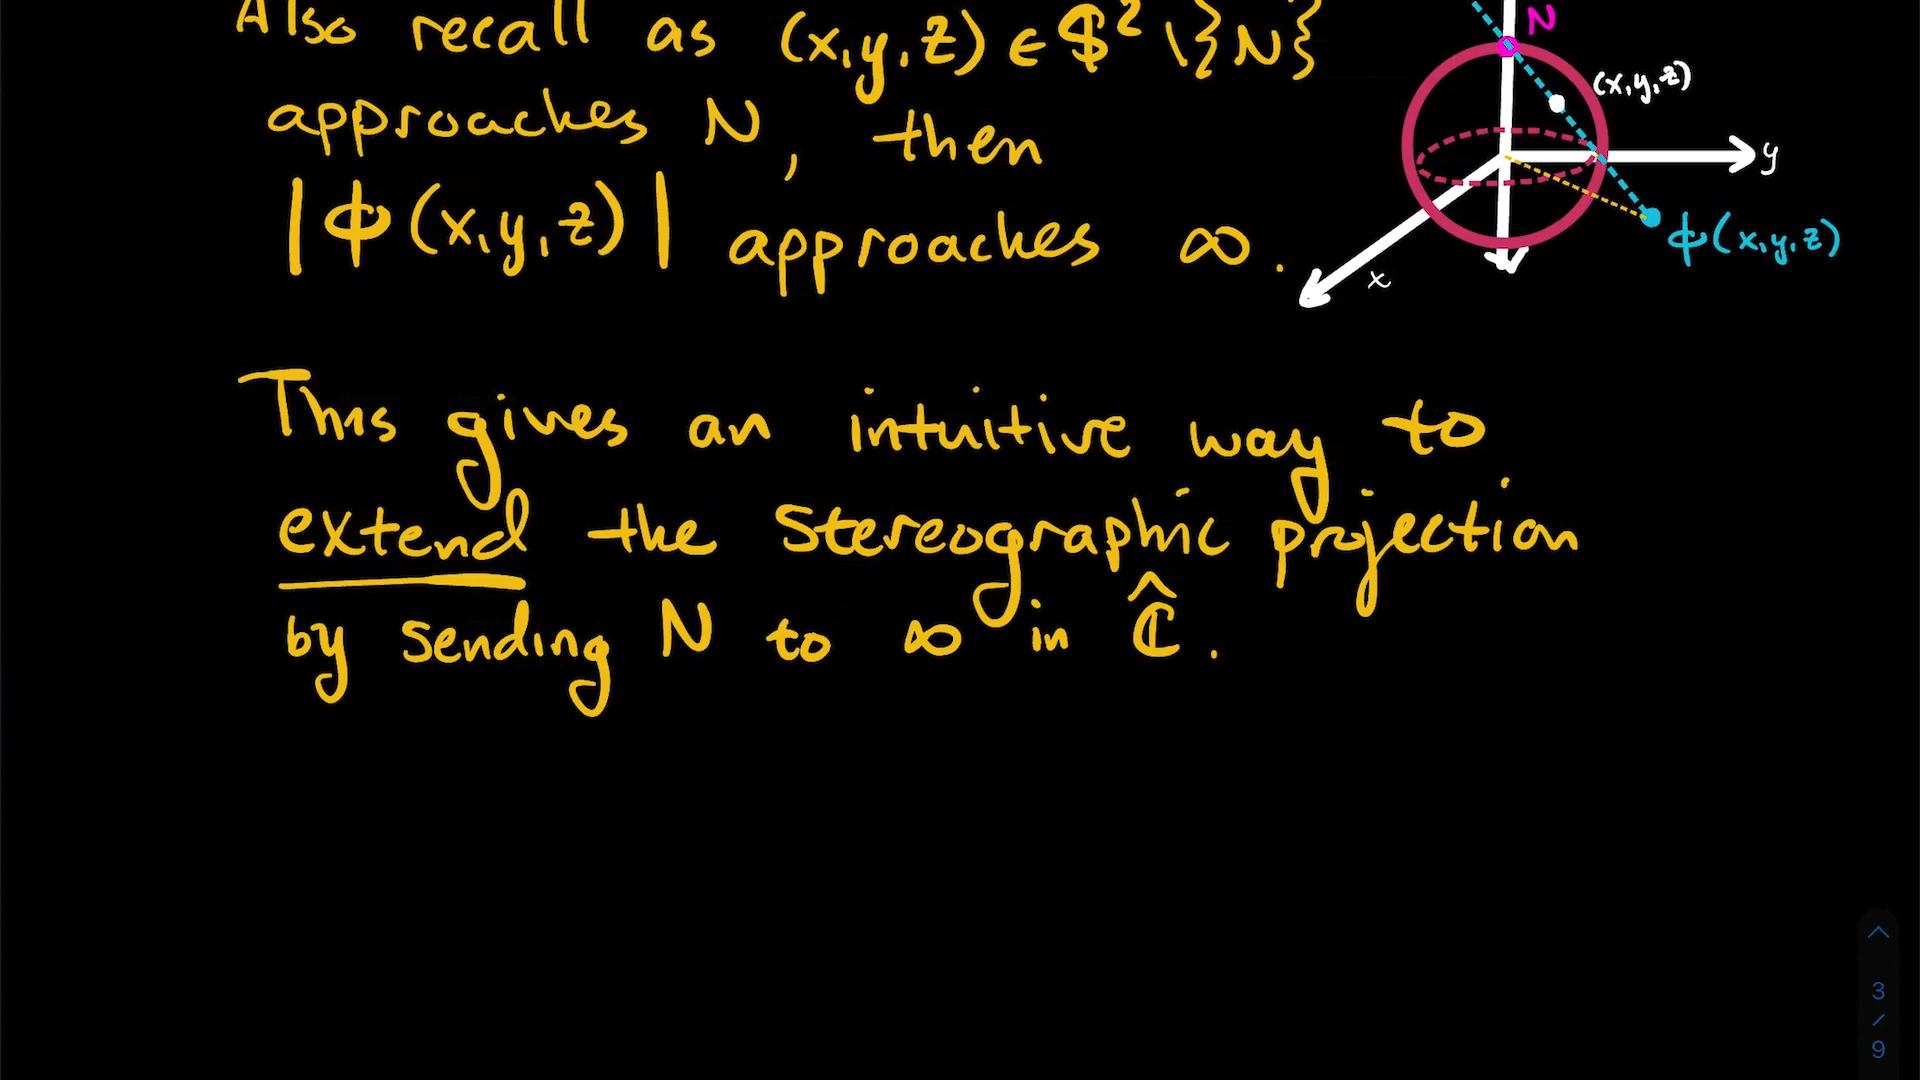 Also recall as (x,y,z) ∈ 𝕊² \ {N}
approaches N, then
|ϕ(x,y,z)| approaches ∞.
N
(x,y,z)
y
ϕ(x,y,z)
x
This gives an intuitive way to
extend the stereographic projection
by sending N to ∞ in ℂ̂.
3
/
9